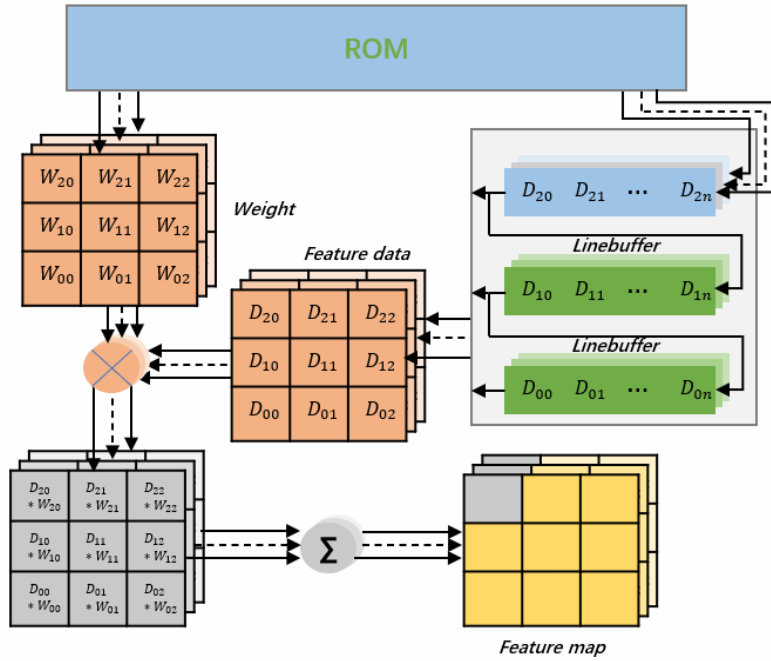 ROM
W20 W21 W22
W10 W11 W12
W00 W01 W02
Weight
D20 D21 ... D2n
Linebuffer
D10 D11 ... D1n
Linebuffer
D00 D01 ... D0n
Feature data
D20 D21 D22
D10 D11 D12
D00 D01 D02
D20 D21 D22
* W20 * W21 * W22
D10 D11 D12
* W10 * W11 * W12
D00 D01 D02
* W00 * W01 * W02
Σ
Feature map